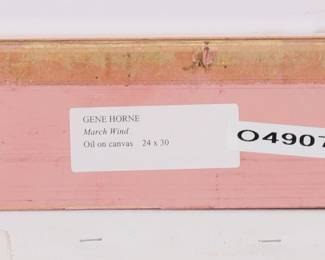 GENE HORNE
March Wind
Oil on canvas 24 x 30
O4907